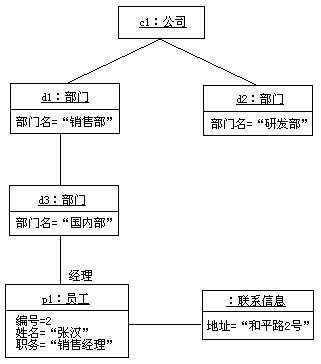 c1：公司
d1：部门
部门名=“销售部”
d2：部门
部门名=“研发部”
d3：部门
部门名=“国内部”
经理
p1：员工
编号=2
姓名=“张汉”
职务=“销售经理”
：联系信息
地址=“和平路2号”